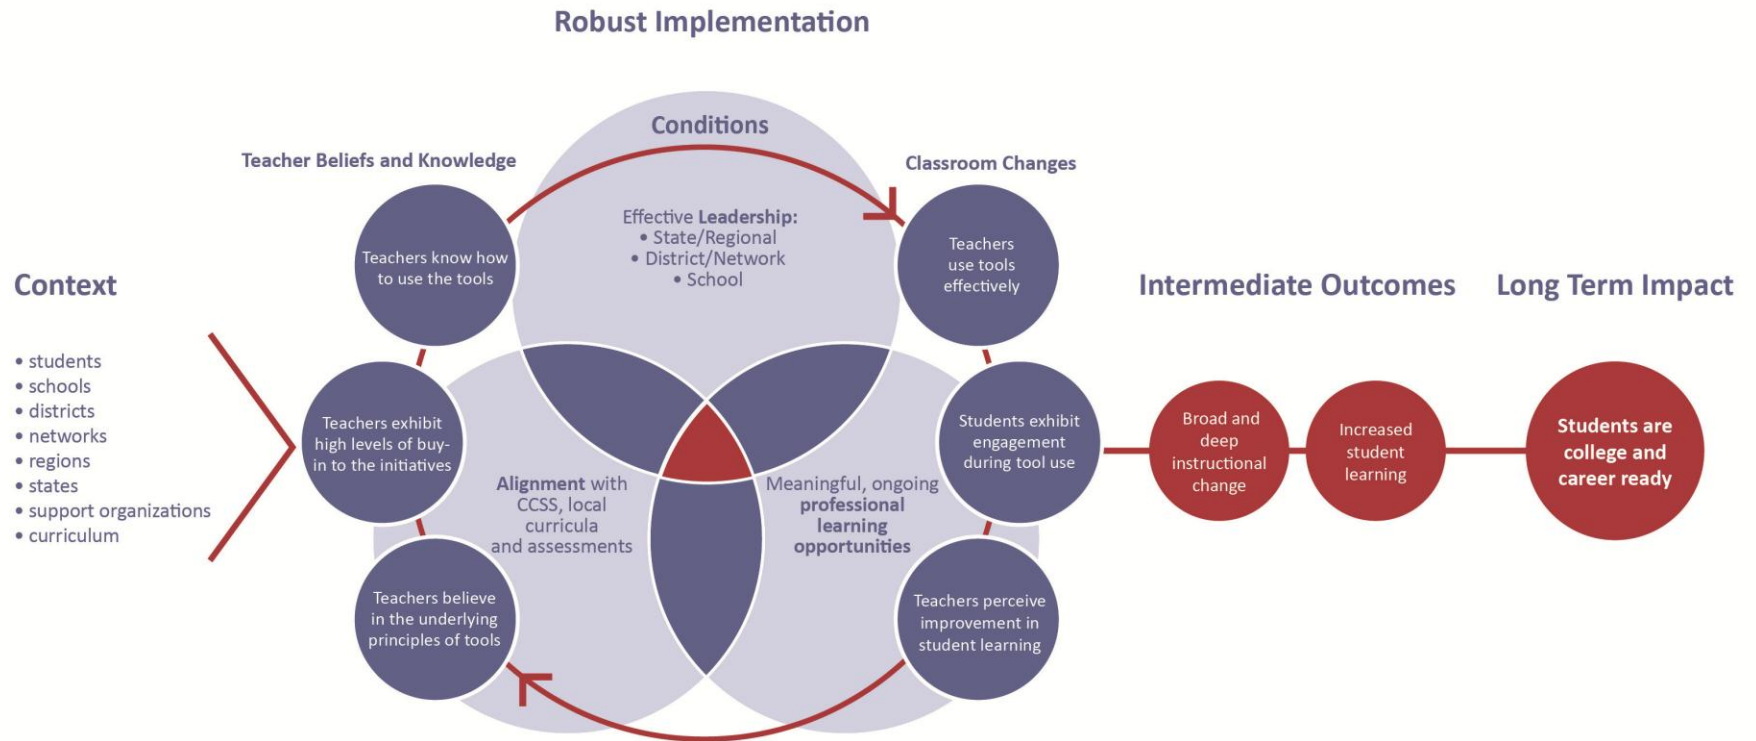 Robust Implementation
Context
• students
• schools
• districts
• networks
• regions
• states
• support organizations
• curriculum
Teacher Beliefs and Knowledge
Teachers know how
to use the tools
Teachers exhibit
high levels of buy-
in to the initiatives
Teachers believe
in the underlying
principles of tools
Conditions
Effective Leadership:
• State/Regional
• District/Network
• School
Alignment with
CCSS, local
curricula
and assessments
Meaningful, ongoing
professional
learning
opportunities
Classroom Changes
Teachers
use tools
effectively
Students exhibit
engagement
during tool use
Teachers perceive
improvement in
student learning
Intermediate Outcomes
Broad and
deep
instructional
change
Increased
student
learning
Long Term Impact
Students are
college and
career ready